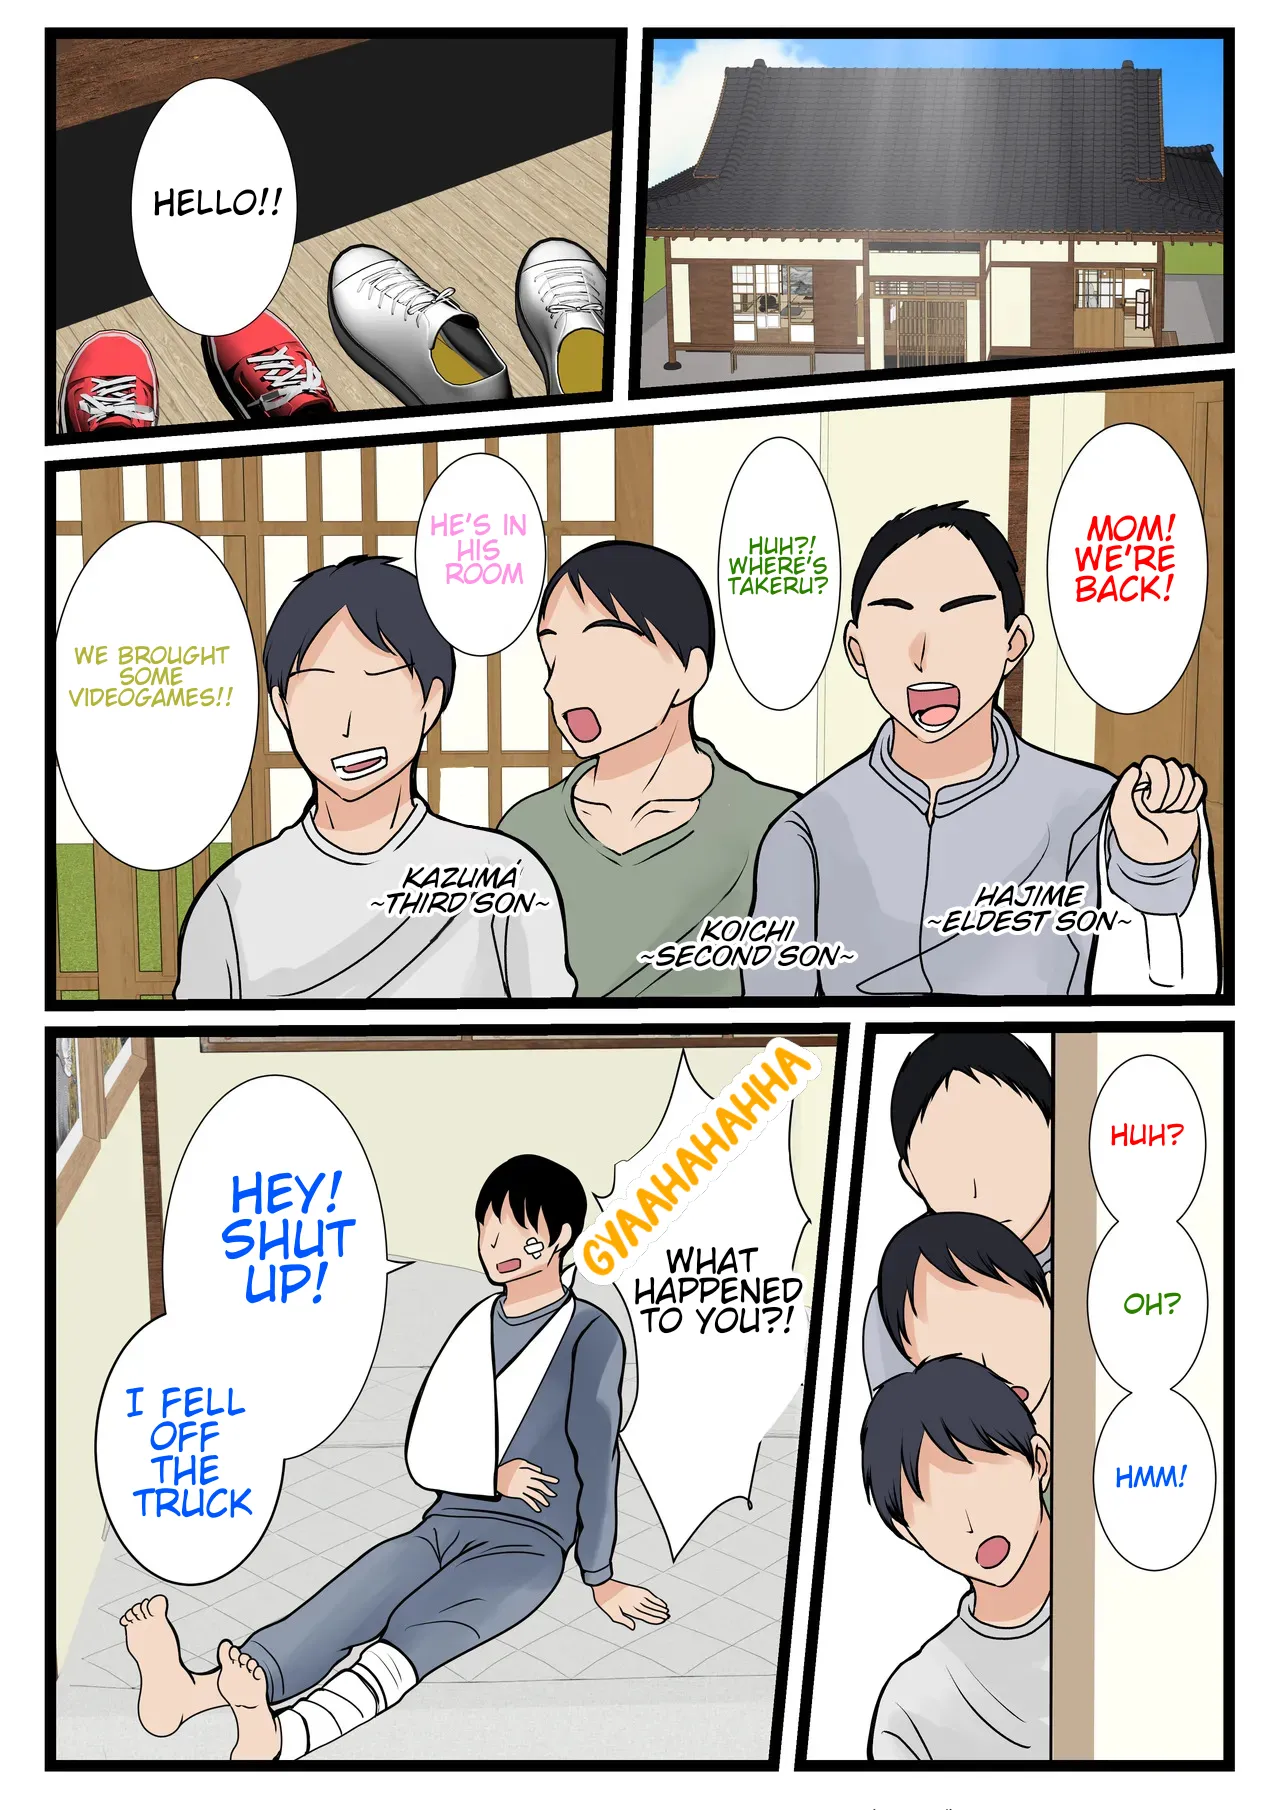 HELLO!!
MOM!
WE'RE
BACK!
HUH?!
WHERE'S
TAKERU?
HE'S IN
HIS
ROOM
WE BROUGHT
SOME
VIDEOGAMES!!
HAJIME
~ELDEST SON~
KOICHI
~SECOND SON~
KAZUMA
~THIRD SON~
HUH?
OH?
HMM!
GYAAHAHAHHA
WHAT
HAPPENED
TO YOU?!
HEY!
SHUT
UP!
I FELL
OFF
THE
TRUCK